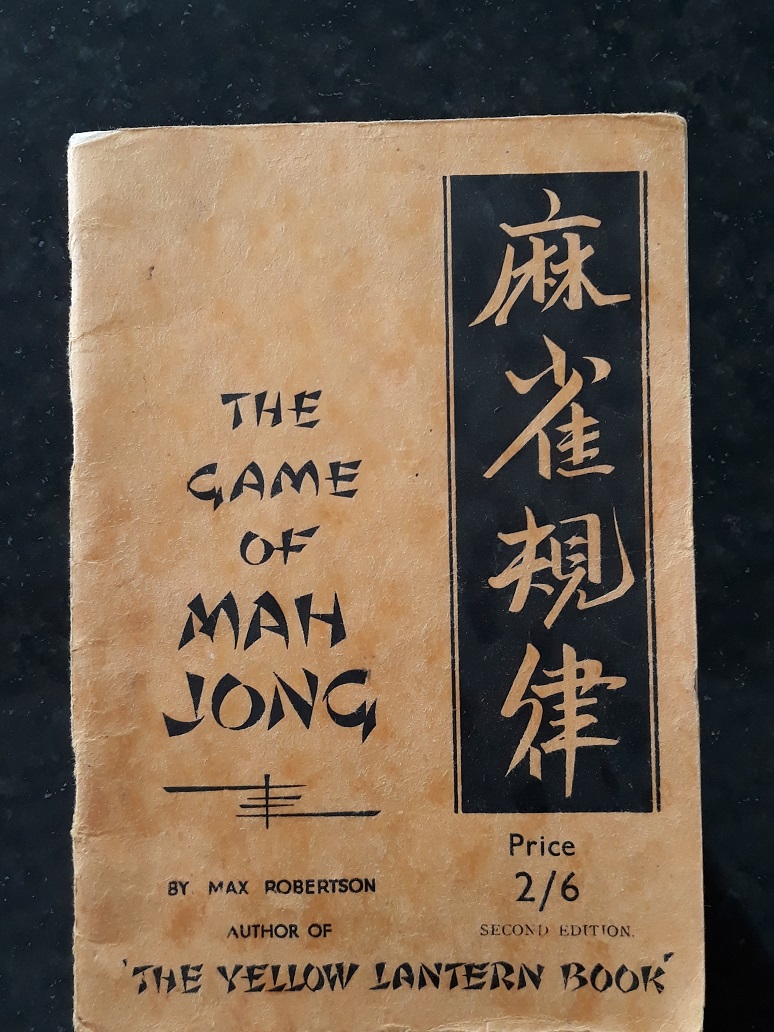 麻雀規律
THE
GAME
OF
MAH
JONG
BY MAX ROBERTSON
AUTHOR OF
'THE YELLOW LANTERN BOOK'
Price
2/6
SECOND EDITION.